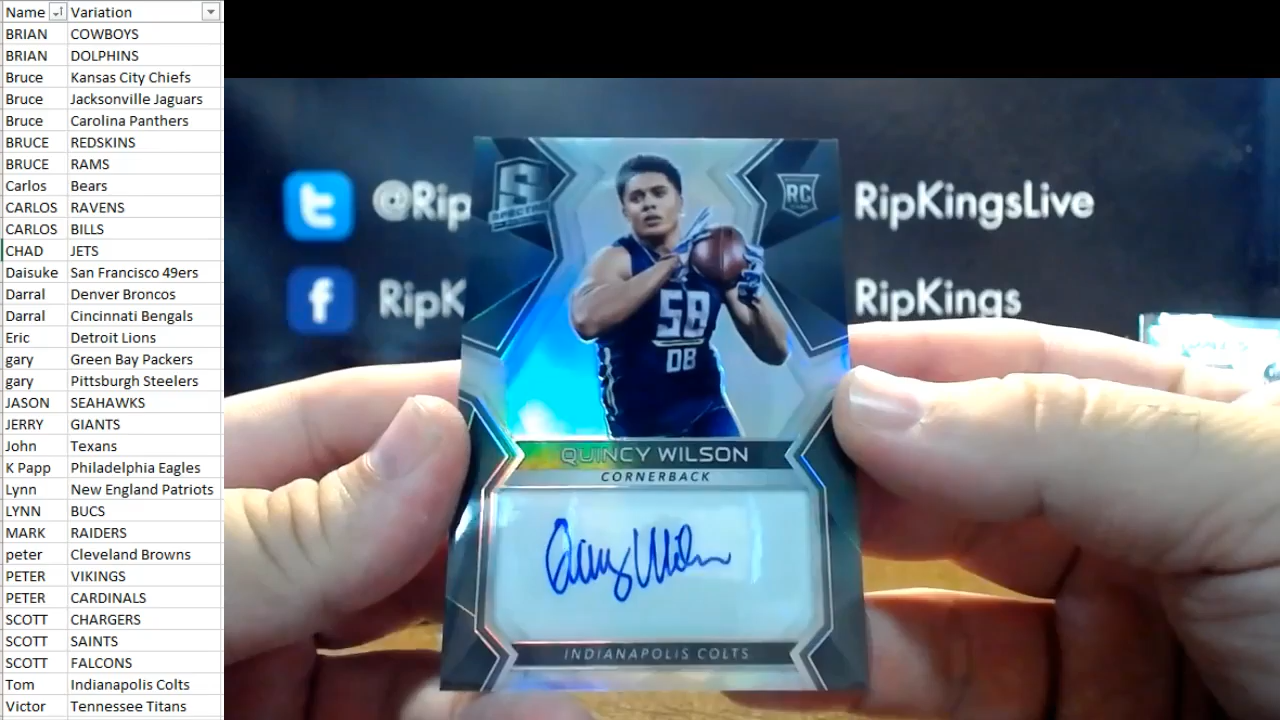 Name Variation
BRIAN COWBOYS
BRIAN DOLPHINS
Bruce Kansas City Chiefs
Bruce Jacksonville Jaguars
Bruce Carolina Panthers
BRUCE REDSKINS
BRUCE RAMS
Carlos Bears
CARLOS RAVENS
CARLOS BILLS
CHAD JETS
Daisuke San Francisco 49ers
Darral Denver Broncos
Darral Cincinnati Bengals
Eric Detroit Lions
gary Green Bay Packers
gary Pittsburgh Steelers
JASON SEAHAWKS
JERRY GIANTS
John Texans
K Papp Philadelphia Eagles
Lynn New England Patriots
LYNN BUCS
MARK RAIDERS
peter Cleveland Browns
PETER VIKINGS
PETER CARDINALS
SCOTT CHARGERS
SCOTT SAINTS
SCOTT FALCONS
Tom Indianapolis Colts
Victor Tennessee Titans
@Rip
RipKingsLive
f RipK
RipKings
S
SPECTRA
RC
58
DB
QUINCY WILSON
CORNERBACK
Quincy Wilson
INDIANAPOLIS COLTS